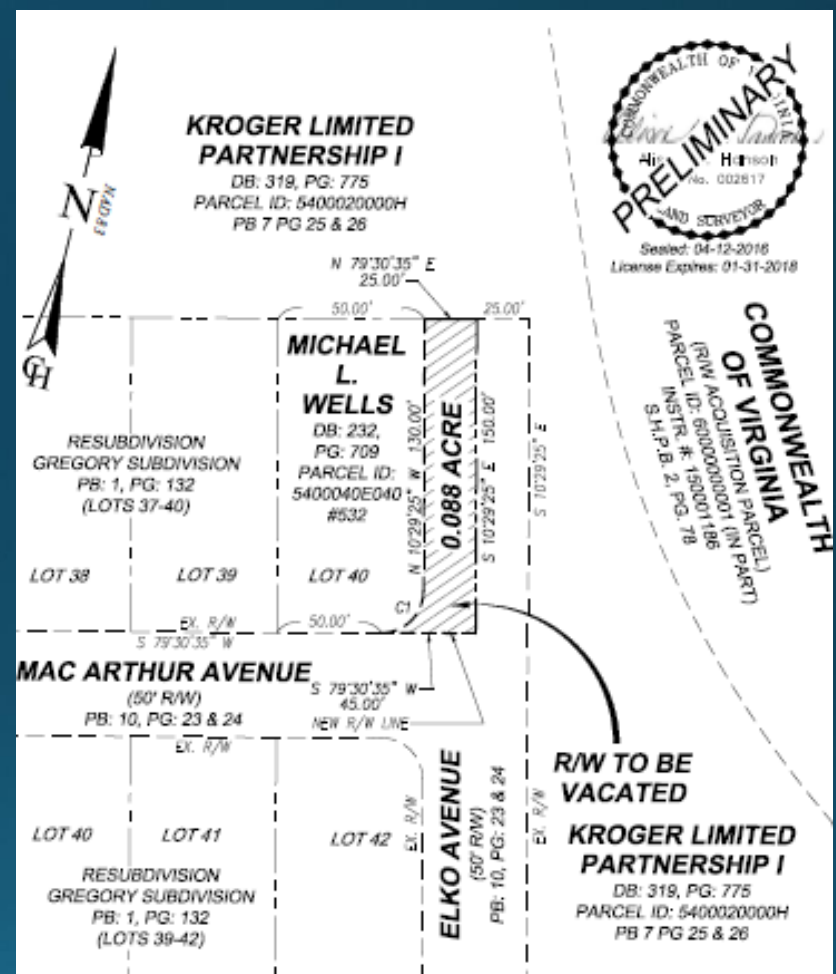 KROGER LIMITED
PARTNERSHIP I
DB: 319, PG: 775
PARCEL ID: 5400020000H
PB 7 PG 25 & 26
N
NAD83
GH
COMMONWEALTH OF VIRGINIA
PRELIMINARY
Hanson
No. 002617
LAND SURVEYOR
Sealed: 04-12-2016
License Expires: 01-31-2018
N 79°30'35" E
25.00'
50.00'
25.00'
MICHAEL
L.
WELLS
DB: 232,
PG: 709
PARCEL ID:
5400040E040
#532
N 10°29'25" W 130.00'
0.088 ACRE
S 10°29'25" E 150.00'
S 10°29'25" E
COMMONWEALTH
OF VIRGINIA
(R/W ACQUISITION PARCEL)
PARCEL ID: 60000000001 (IN PART)
INSTR. #: 150001186
S.H.P.B. 2, PG. 78
RESUBDIVISION
GREGORY SUBDIVISION
PB: 1, PG: 132
(LOTS 37-40)
LOT 38
LOT 39
LOT 40
C1
EX. R/W
50.00'
S 79°30'35" W
MAC ARTHUR AVENUE
(50' R/W)
PB: 10, PG: 23 & 24
S 79°30'35" W
45.00'
NEW R/W LINE
EX. R/W
R/W TO BE
VACATED
LOT 40
LOT 41
LOT 42
EX. R/W
ELKO AVENUE
(50' R/W)
PB: 10, PG: 23 & 24
EX. R/W
RESUBDIVISION
GREGORY SUBDIVISION
PB: 1, PG: 132
(LOTS 39-42)
KROGER LIMITED
PARTNERSHIP I
DB: 319, PG: 775
PARCEL ID: 5400020000H
PB 7 PG 25 & 26